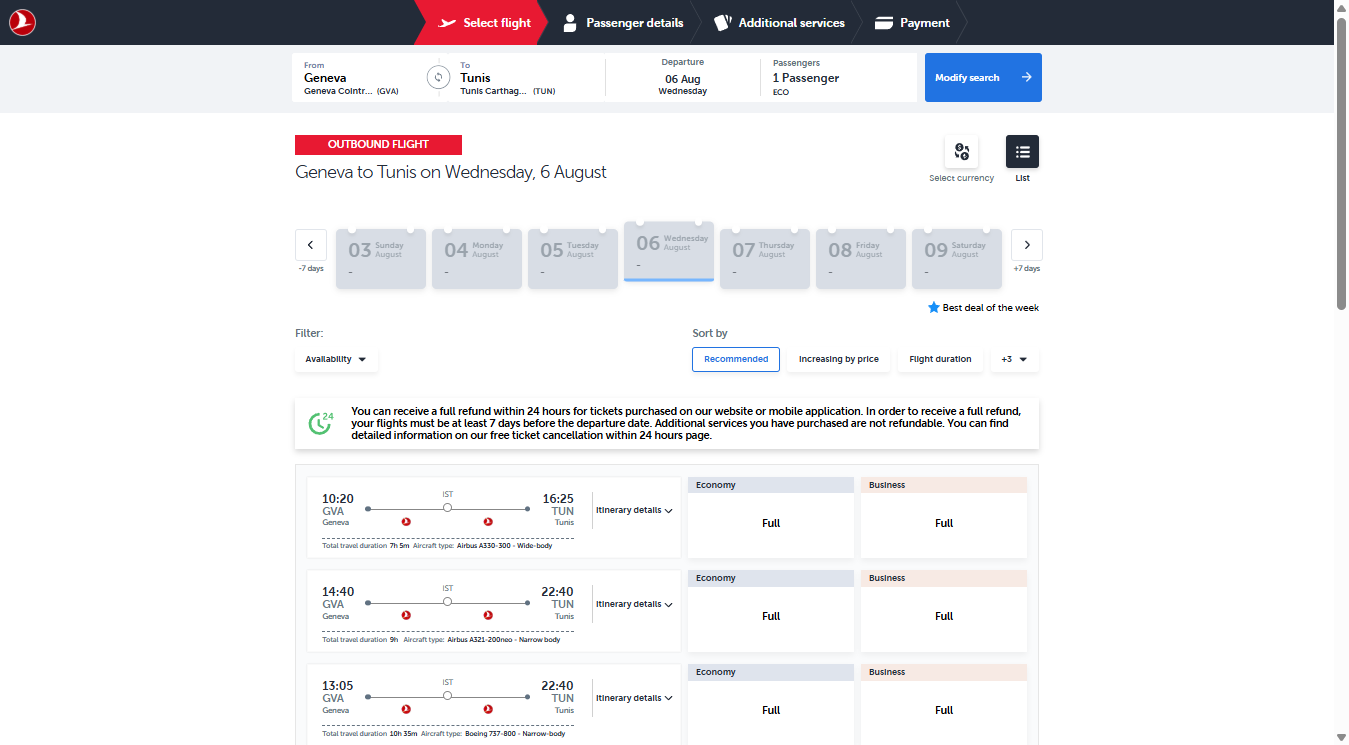 Select flight
Passenger details
Additional services
Payment
From
Geneva
Geneva Cointr... (GVA)
To
Tunis
Tunis Carthag... (TUN)
Departure
06 Aug
Wednesday
Passengers
1 Passenger
ECO
Modify search
OUTBOUND FLIGHT
Geneva to Tunis on Wednesday, 6 August
Select currency
List
-7 days
03 Sunday August
-
04 Monday August
-
05 Tuesday August
-
06 Wednesday August
-
07 Thursday August
-
08 Friday August
-
09 Saturday August
-
+7 days
Best deal of the week
Filter:
Availability
Sort by
Recommended
Increasing by price
Flight duration
+3
24
You can receive a full refund within 24 hours for tickets purchased on our website or mobile application. In order to receive a full refund,
your flights must be at least 7 days before the departure date. Additional services you have purchased are not refundable. You can find
detailed information on our free ticket cancellation within 24 hours page.
10:20
GVA
Geneva
IST
16:25
TUN
Tunis
Itinerary details
Total travel duration 7h 5m Aircraft type: Airbus A330-300 - Wide-body
Economy
Full
Business
Full
14:40
GVA
Geneva
IST
22:40
TUN
Tunis
Itinerary details
Total travel duration 9h Aircraft type: Airbus A321-200neo - Narrow body
Economy
Full
Business
Full
13:05
GVA
Geneva
IST
22:40
TUN
Tunis
Itinerary details
Total travel duration 10h 35m Aircraft type: Boeing 737-800 - Narrow-body
Economy
Full
Business
Full